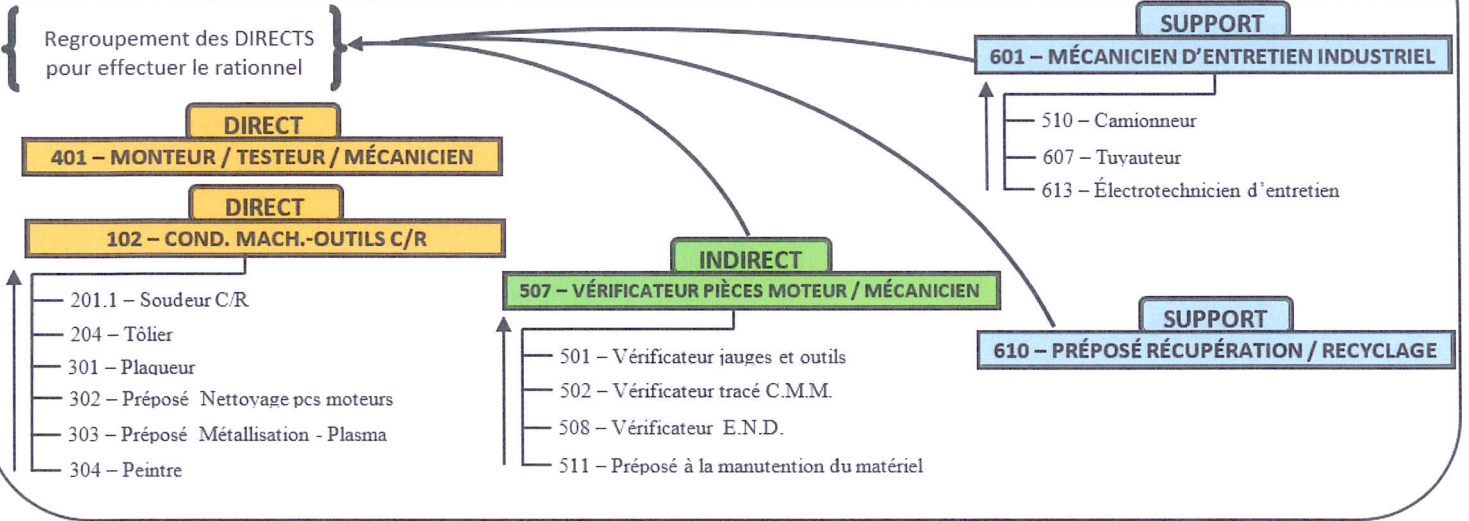 Regroupement des DIRECTS
pour effectuer le rationnel
DIRECT
401 – MONTEUR / TESTEUR / MÉCANICIEN
DIRECT
102 – COND. MACH.-OUTILS C/R
201.1 – Soudeur C/R
204 – Tôlier
301 – Plaqueur
302 – Préposé Nettoyage pcs moteurs
303 – Préposé Métallisation - Plasma
304 – Peintre
INDIRECT
507 – VÉRIFICATEUR PIÈCES MOTEUR / MÉCANICIEN
501 – Vérificateur jauges et outils
502 – Vérificateur tracé C.M.M.
508 – Vérificateur E.N.D.
511 – Préposé à la manutention du matériel
SUPPORT
601 – MÉCANICIEN D'ENTRETIEN INDUSTRIEL
510 – Camionneur
607 – Tuyauteur
613 – Électrotechnicien d'entretien
SUPPORT
610 – PRÉPOSÉ RÉCUPÉRATION / RECYCLAGE